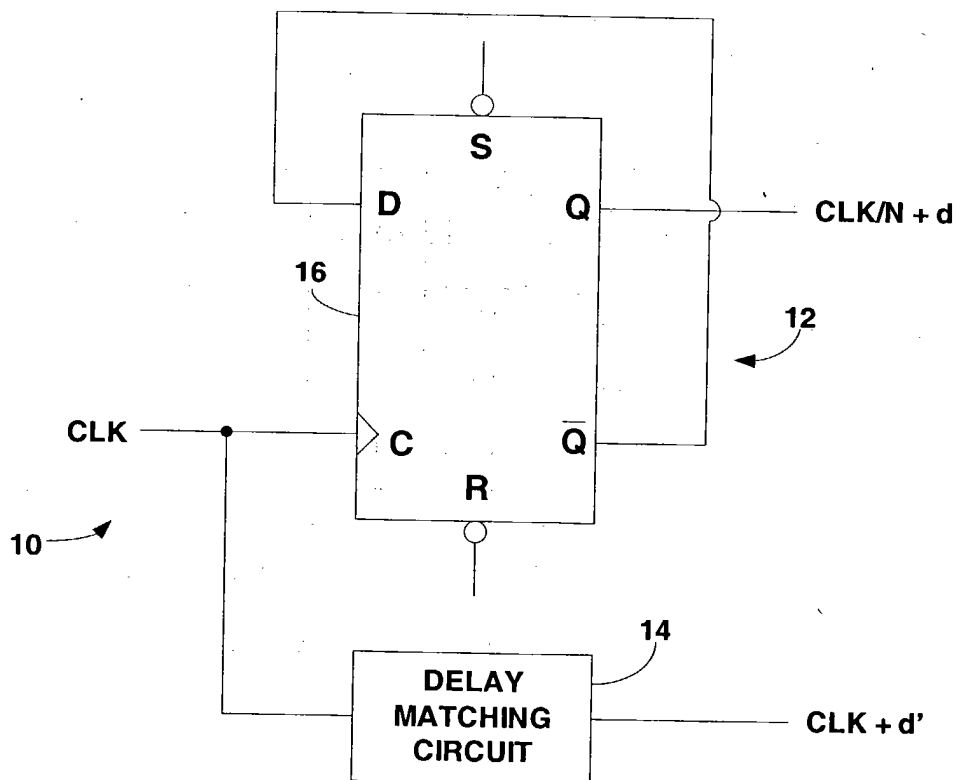 S
D
Q
CLK/N + d
16
12
CLK
C
Q̅
R
10
14
DELAY
MATCHING
CIRCUIT
CLK + d'